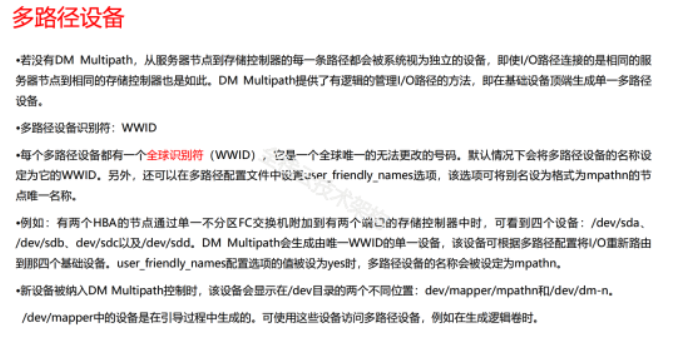 多路径设备
•若没有DM Multipath，从服务器节点到存储控制器的每一条路径都会被系统视为独立的设备，即使I/O路径连接的是相同的服
务器节点到相同的存储控制器也是如此。DM Multipath提供了有逻辑的管理I/O路径的方法，即在基础设备顶端生成单一多路径
设备。
•多路径设备识别符：WWID
•每个多路径设备都有一个全球识别符（WWID），它是一个全球唯一的无法更改的号码。默认情况下会将多路径设备的名称设
定为它的WWID。另外，还可以在多路径配置文件中设置user_friendly_names选项，该选项可将别名设为格式为mpathn的节
点唯一名称。
•例如：有两个HBA的节点通过单一不分区FC交换机附加到有两个端口的存储控制器中时，可看到四个设备：/dev/sda、
/dev/sdb、dev/sdc以及/dev/sdd。DM Multipath会生成由唯一WWID的单一设备，该设备可根据多路径配置将I/O重新路由
到那四个基础设备。user_friendly_names配置选项的值被设为yes时，多路径设备的名称会被设定为mpathn。
•新设备被纳入DM Multipath控制时，该设备会显示在/dev目录的两个不同位置：dev/mapper/mpathn和/dev/dm-n。
/dev/mapper中的设备是在引导过程中生成的。可使用这些设备访问多路径设备，例如在生成逻辑卷时。